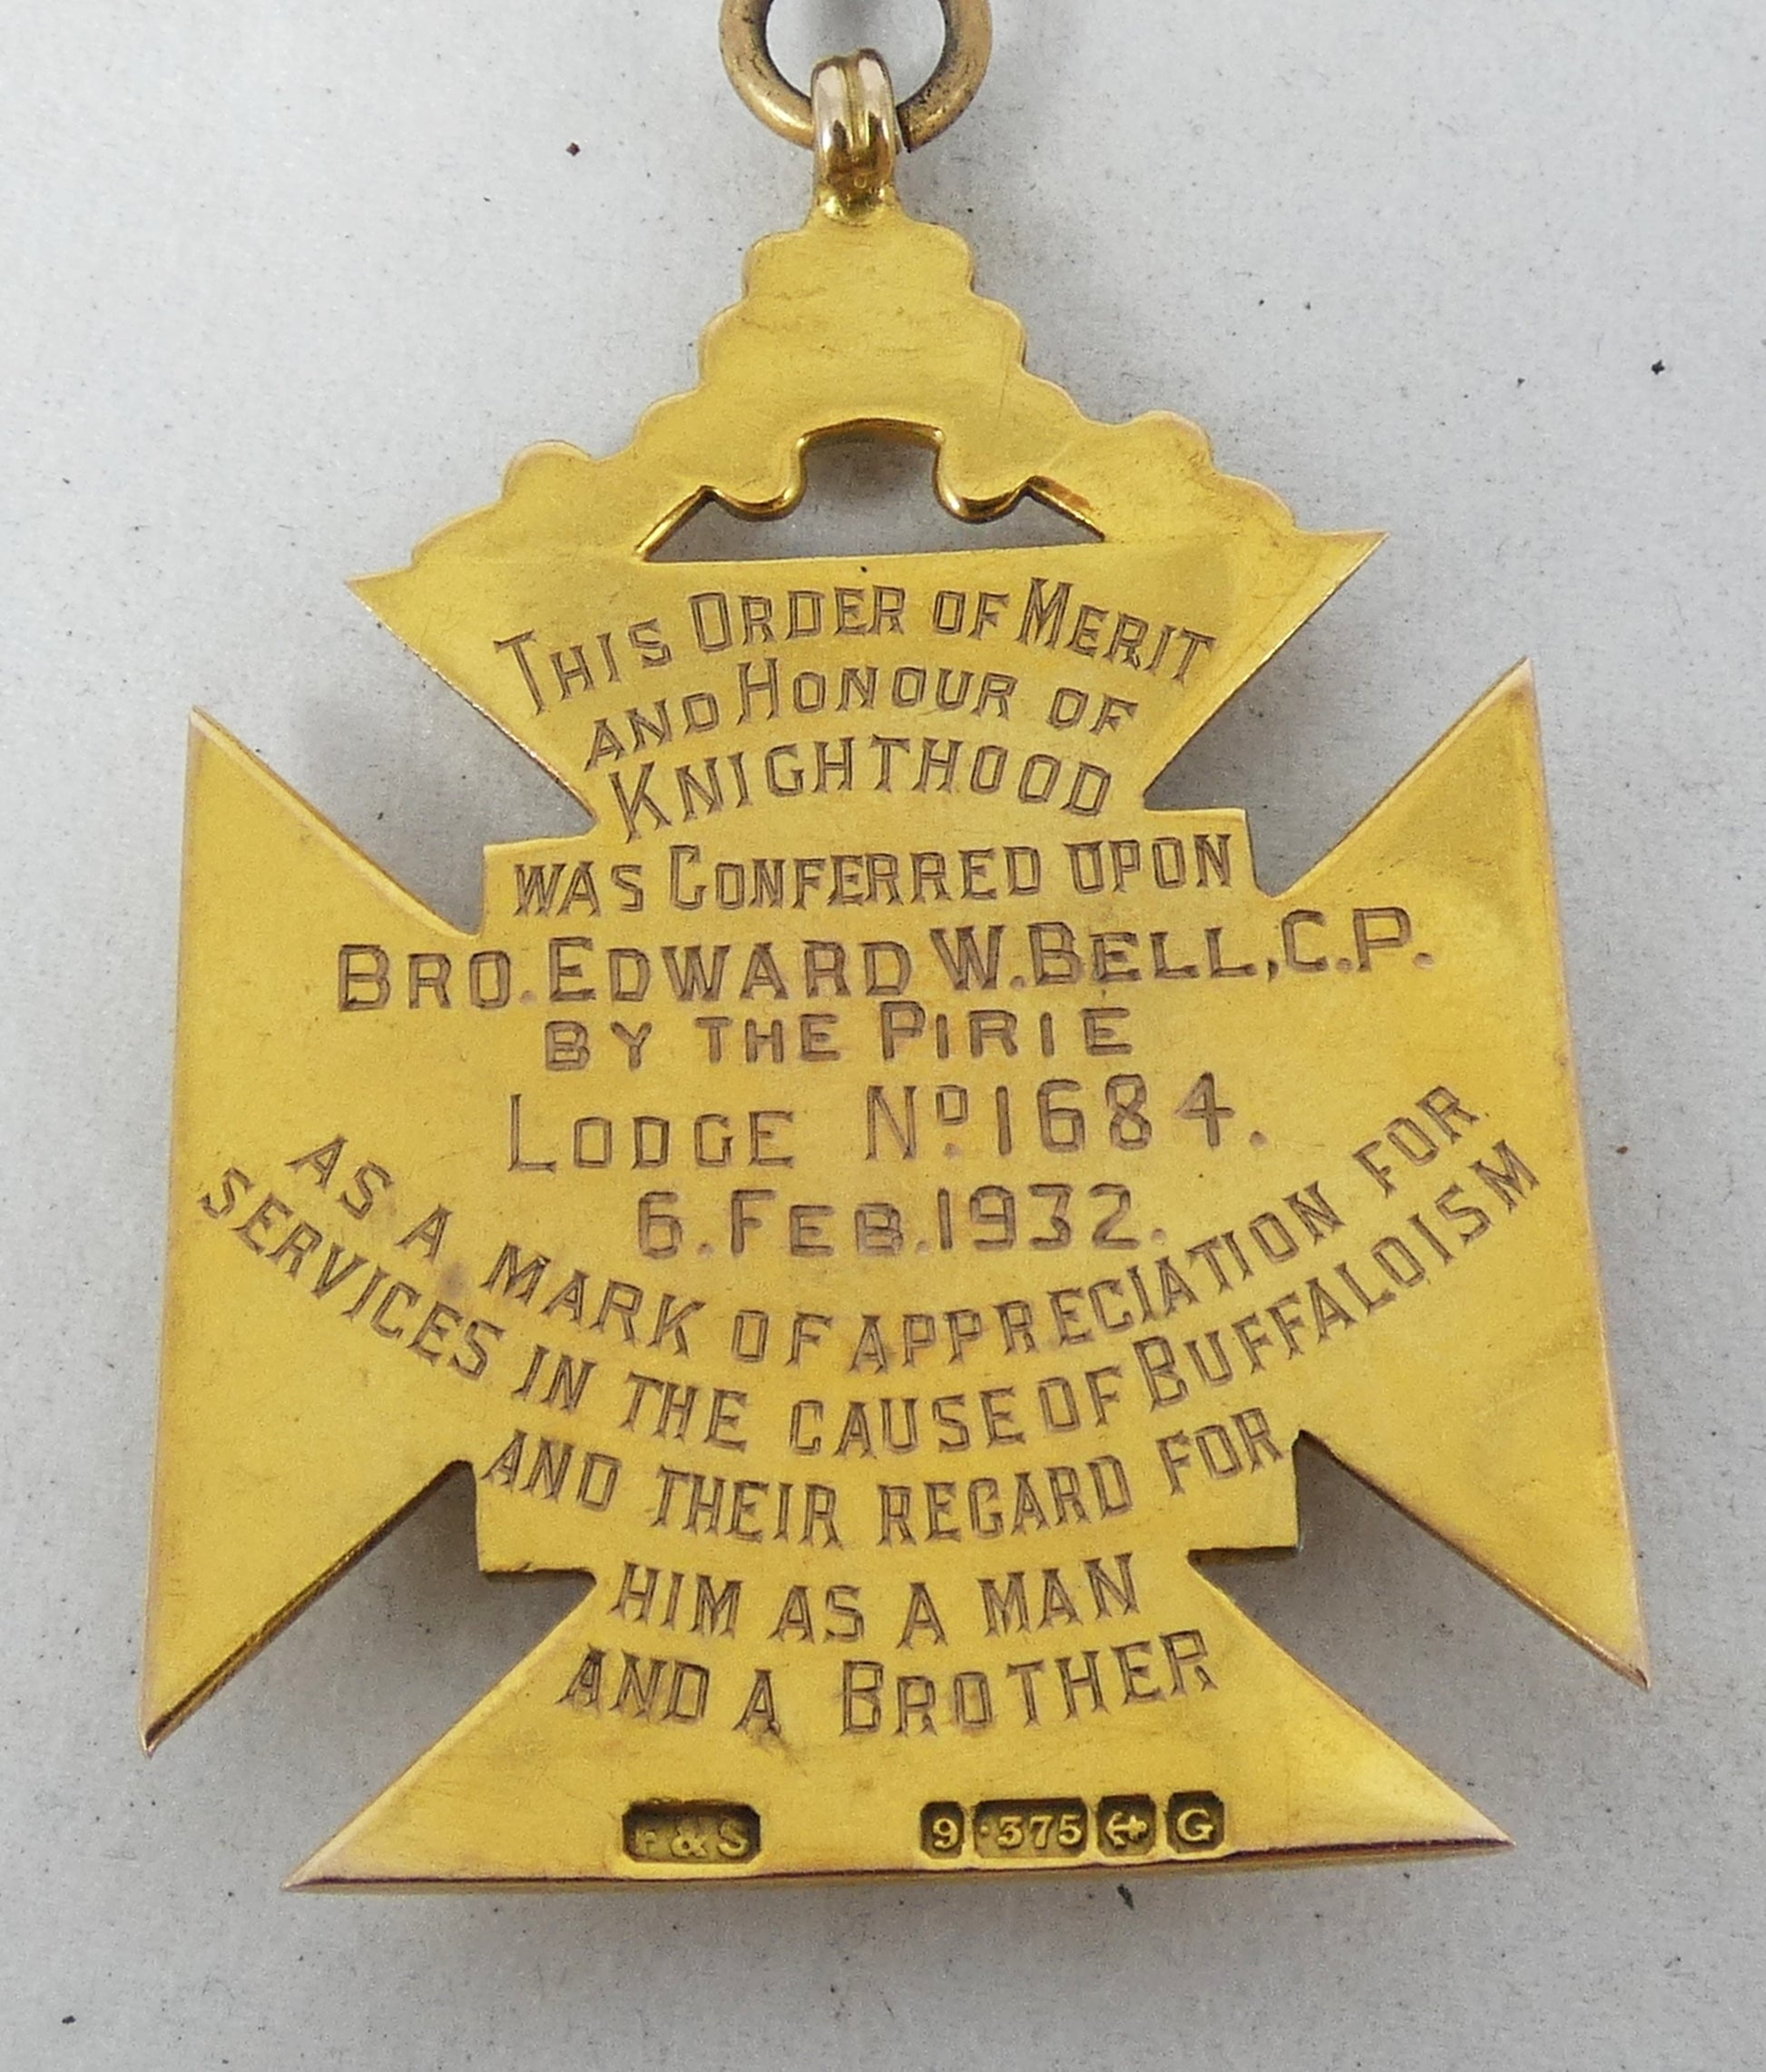 THIS ORDER OF MERIT
AND HONOUR OF
KNIGHTHOOD
WAS CONFERRED UPON
BRO. EDWARD W. BELL, C.P.
BY THE PIRIE
LODGE No. 1684.
6. FEB. 1932.
AS A MARK OF APPRECIATION FOR
SERVICES IN THE CAUSE OF BUFFALOISM
AND THEIR REGARD FOR
HIM AS A MAN
AND A BROTHER
& S 9 .375 G